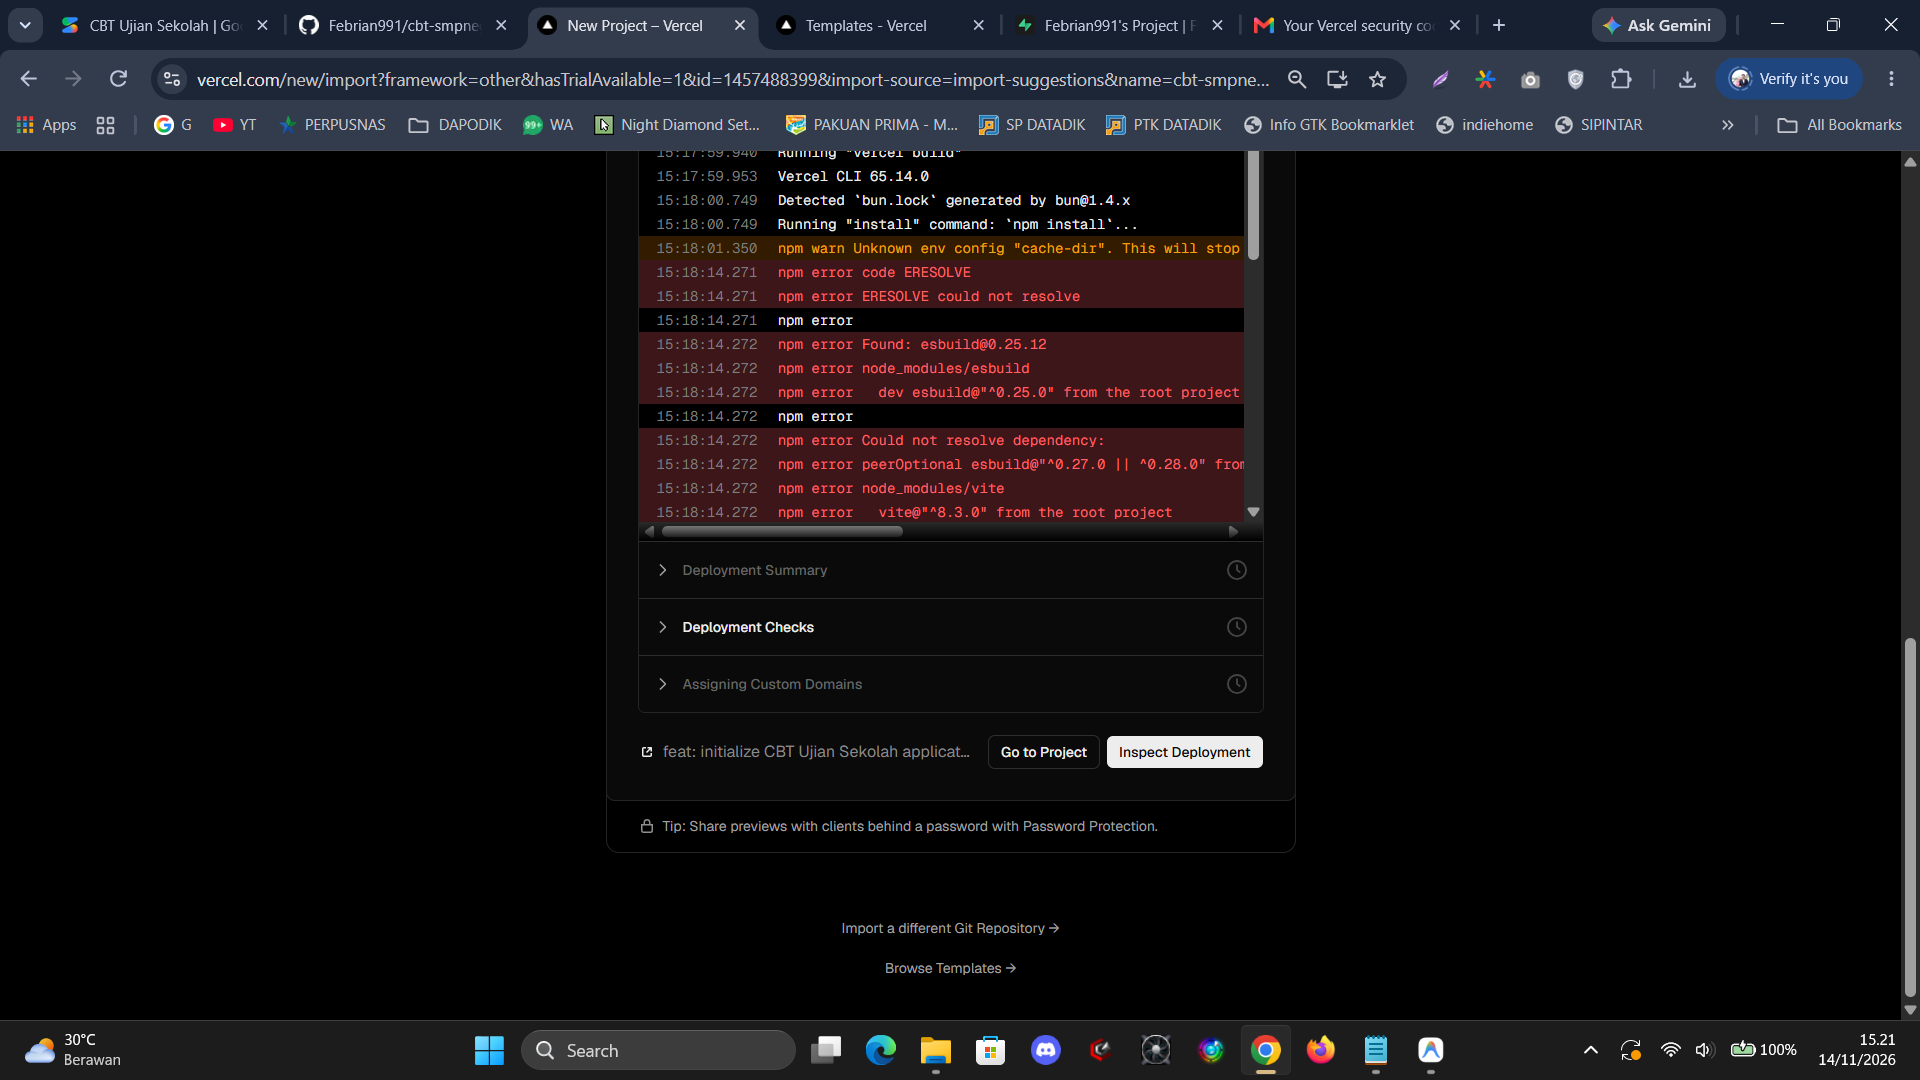 CBT Ujian Sekolah | Go
Febrian991/cbt-smpne
New Project – Vercel
Templates - Vercel
Febrian991's Project | F
Your Vercel security co
Ask Gemini
vercel.com/new/import?framework=other&hasTrialAvailable=1&id=1457488399&import-source=import-suggestions&name=cbt-smpne...
Verify it's you
Apps
G
YT
PERPUSNAS
DAPODIK
99+
WA
Night Diamond Set...
PAKUAN PRIMA - M...
SP DATADIK
PTK DATADIK
Info GTK Bookmarklet
indiehome
SIPINTAR
All Bookmarks
15:17:59.940 Running "vercel build"
15:17:59.953 Vercel CLI 65.14.0
15:18:00.749 Detected `bun.lock` generated by bun@1.4.x
15:18:00.749 Running "install" command: `npm install`...
15:18:01.350 npm warn Unknown env config "cache-dir". This will stop
15:18:14.271 npm error code ERESOLVE
15:18:14.271 npm error ERESOLVE could not resolve
15:18:14.271 npm error
15:18:14.272 npm error Found: esbuild@0.25.12
15:18:14.272 npm error node_modules/esbuild
15:18:14.272 npm error   dev esbuild@"^0.25.0" from the root project
15:18:14.272 npm error
15:18:14.272 npm error Could not resolve dependency:
15:18:14.272 npm error peerOptional esbuild@"^0.27.0 || ^0.28.0" from
15:18:14.272 npm error node_modules/vite
15:18:14.272 npm error   vite@"^8.3.0" from the root project
Deployment Summary
Deployment Checks
Assigning Custom Domains
feat: initialize CBT Ujian Sekolah applicat...
Go to Project
Inspect Deployment
Tip: Share previews with clients behind a password with Password Protection.
Import a different Git Repository →
Browse Templates →
30°C
Berawan
Search
100%
15.21
14/11/2026